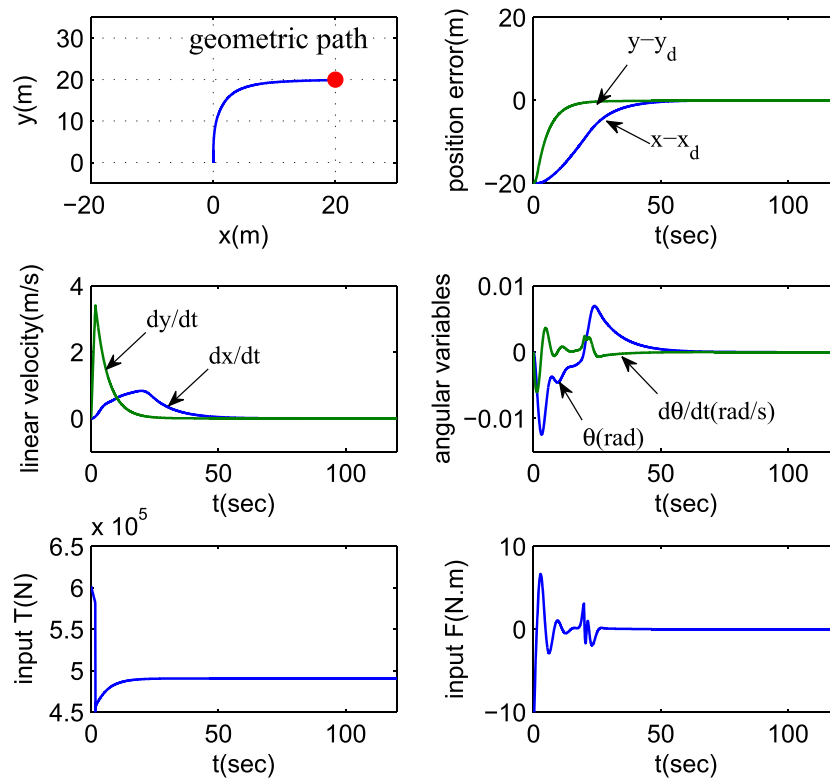 geometric path
y(m)
30
20
10
0
−20
0
20
x(m)
position error(m)
20
0
−20
y−y_d
x−x_d
0
50
100
t(sec)
linear velocity(m/s)
4
2
0
dy/dt
dx/dt
0
50
100
t(sec)
angular variables
0.01
0
−0.01
θ(rad)
dθ/dt(rad/s)
0
50
100
t(sec)
x 10^5
input T(N)
6.5
6
5.5
5
4.5
0
50
100
t(sec)
input F(N.m)
10
0
−10
0
50
100
t(sec)